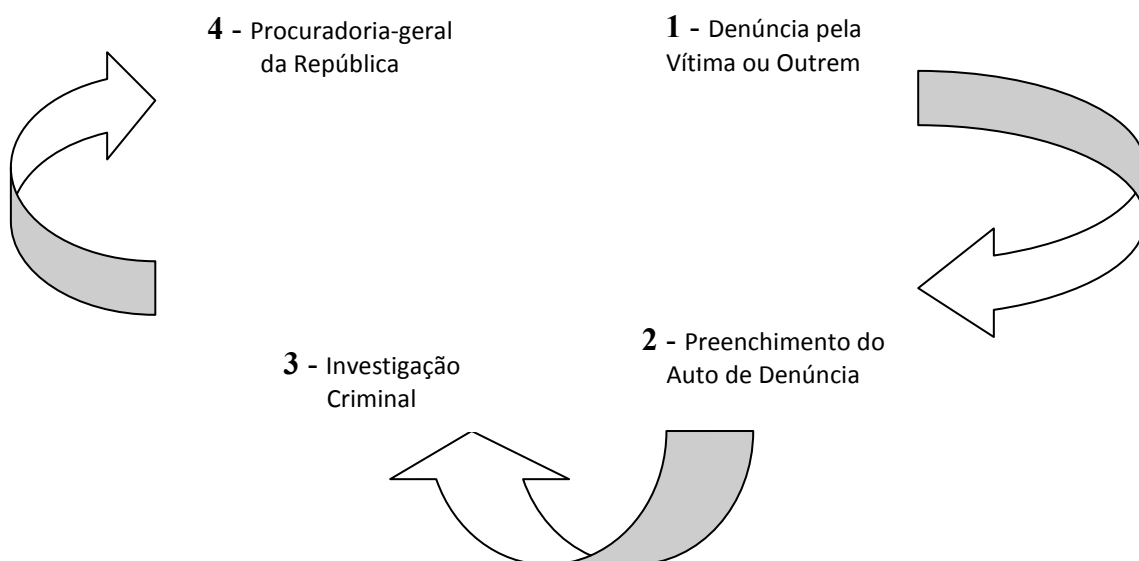 4 - Procuradoria-geral
da República
1 - Denúncia pela
Vítima ou Outrem
2 - Preenchimento do
Auto de Denúncia
3 - Investigação
Criminal